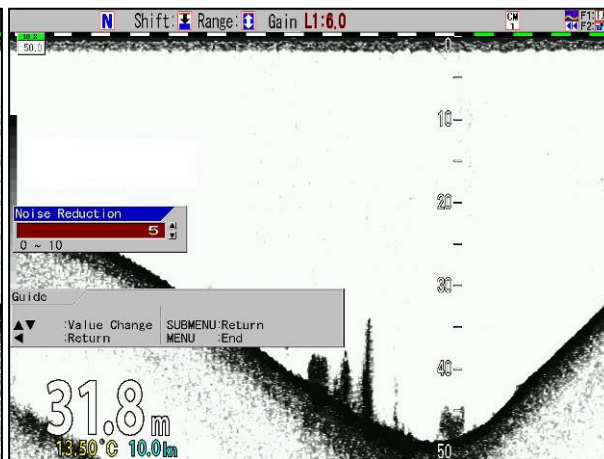 N Shift: Range: Gain L1:6.0 CM 1 F1: F2:
10 S
50.0
0
10
20
30
40
50
Noise Reduction
5
0 ~ 10
Guide
▲▼ :Value Change SUBMENU:Return
◀ :Return MENU :End
31.8m
13.50°C 10.0kn